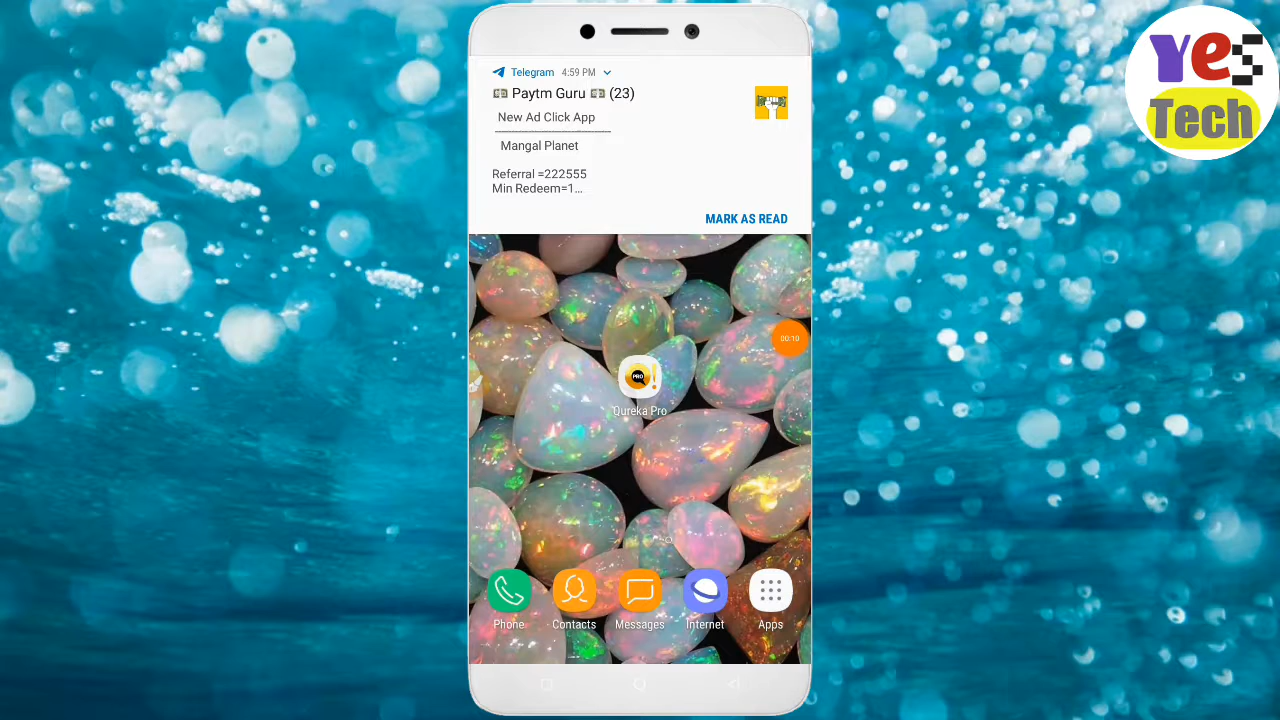 Yes
Tech
Telegram 4:59 PM
💵 Paytm Guru 💵 (23)
New Ad Click App
Mangal Planet
Referral =222555
Min Redeem=1...
MARK AS READ
00:10
PRO
Qureka Pro
Phone Contacts Messages Internet Apps